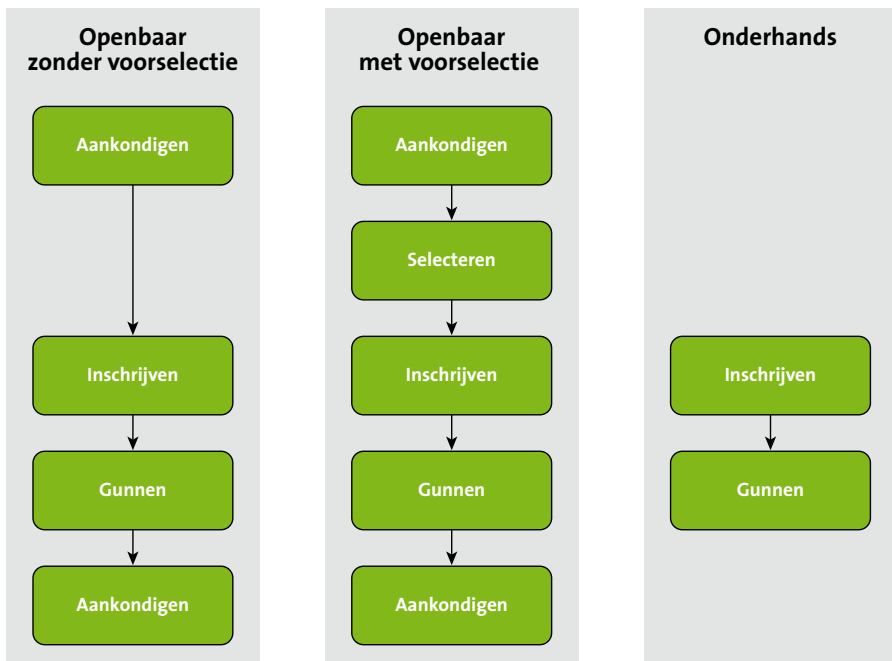 Openbaar
zonder voorselectie
Aankondigen
Inschrijven
Gunnen
Aankondigen
Openbaar
met voorselectie
Aankondigen
Selecteren
Inschrijven
Gunnen
Aankondigen
Onderhands
Inschrijven
Gunnen